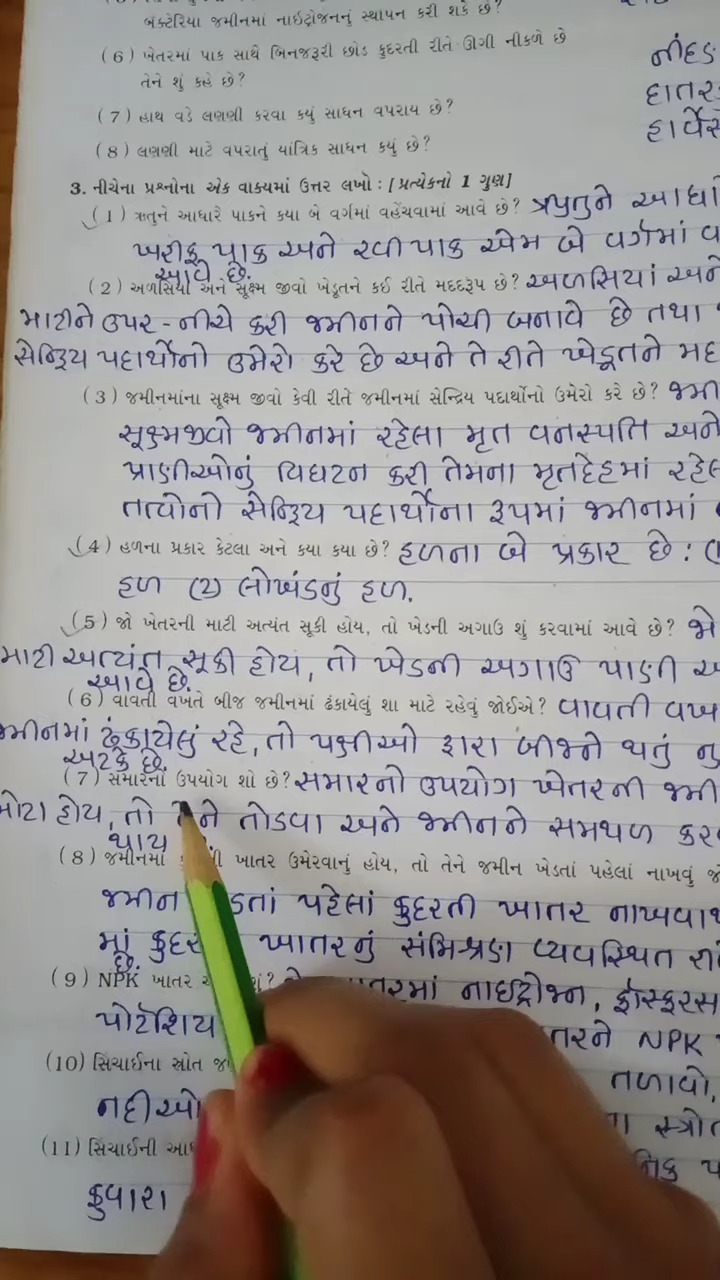 બૅક્ટેરિયા જમીનમાં નાઈટ્રોજનનું સ્થાપન કરી શકે છે?
(6) ખેતરમાં પાક સાથે બિનજરૂરી છોડ કુદરતી રીતે ઊગી નીકળે છે
તેને શું કહે છે?
નીંદણ
(7) હાથ વડે લણણી કરવા કયું સાધન વપરાય છે?
(8) લણણી માટે વપરાતું યાંત્રિક સાધન કયું છે?
3. નીચેના પ્રશ્નોના એક વાક્યમાં ઉત્તર લખો : [પ્રત્યેકનો 1 ગુણ]
(1) ઋતુને આધારે પાકને કયા બે વર્ગમાં વહેંચવામાં આવે છે?
ખરીફ પાક અને રવી પાક એમ બે વર્ગમાં
આવે છે.
(2) અળસિયાં અને સૂક્ષ્મ જીવો ખેડૂતને કઈ રીતે મદદરૂપ છે? અળસિયાં અને
માટીને ઉપર-નીચે કરી જમીનને પોચી બનાવે છે તથા
સેન્દ્રિય પદાર્થોનો ઉમેરો કરે છે અને તે રીતે ખેડૂતને મદ
(3) જમીનમાંના સૂક્ષ્મ જીવો કેવી રીતે જમીનમાં સેન્દ્રિય પદાર્થોનો ઉમેરો કરે છે? જમી
સૂક્ષ્મજીવો જમીનમાં રહેલા મૃત વનસ્પતિ અને
પ્રાણીઓનું વિઘટન કરી તેમના મૃતદેહમાં રહેલ
તત્વોનો સેન્દ્રિય પદાર્થોના રૂપમાં જમીનમાં
(4) હળના પ્રકાર કેટલા અને કયા કયા છે? હળના બે પ્રકાર છે : (1
હળ (2) લોખંડનું હળ.
(5) જો ખેતરની માટી અત્યંત સૂકી હોય, તો ખેડની અગાઉ શું કરવામાં આવે છે? જો
માટી અત્યંત સૂકી હોય, તો ખેડની અગાઉ પાણી
આવે છે.
(6) વાવતી વખતે બીજ જમીનમાં ઢંકાયેલું શા માટે રહેવું જોઈએ? વાવતી વખ
જમીનમાં ઢંકાયેલું રહે, તો પક્ષીઓ દ્વારા બીજને થતું નુ
અટકે છે.
(7) સમારનો ઉપયોગ શો છે? સમારનો ઉપયોગ ખેતરની જમી
મોટા હોય, તો તેને તોડવા અને જમીનને સમથળ કર
થાય
(8) જમીનમાં ખાતર ઉમેરવાનું હોય, તો તેને જમીન ખેડતાં પહેલાં નાખવું જો
જમીન ડતાં પહેલાં કુદરતી ખાતર નાખવાથ
માં કુદર ખાતરનું સંમિશ્રણ વ્યવસ્થિત રી
છે.
(9) NPK ખાતર તરમાં નાઈટ્રોજન, ફૉસ્ફરસ
પોટેશિય તરને NPK
(10) સિંચાઈના સ્રોત તળાવો,
નદીઓ સ્ત્રોત
(11) સિંચાઈની આધ
ફુવારા